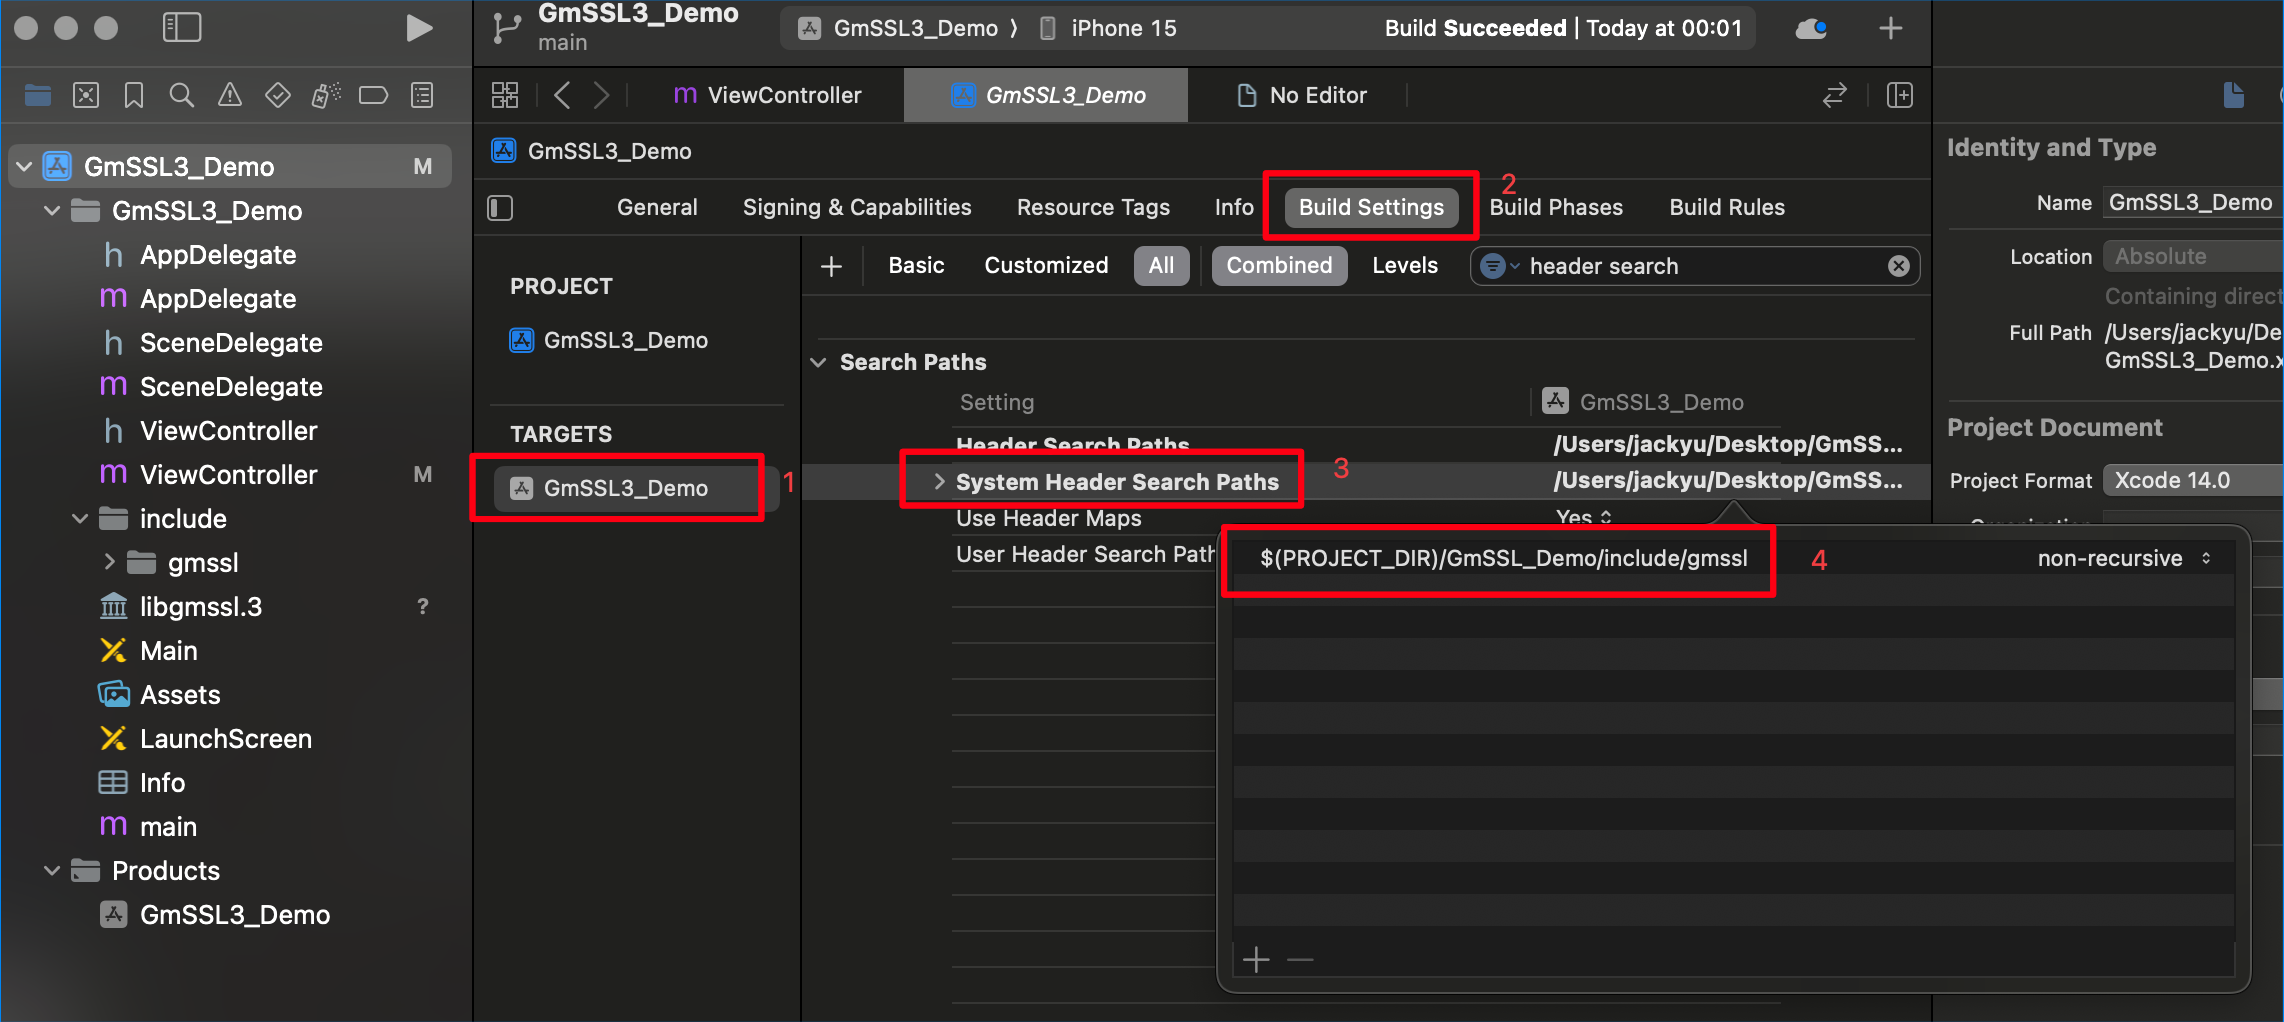 GmSSL3_Demo
main
GmSSL3_Demo 〉 iPhone 15
Build Succeeded | Today at 00:01
ViewController
GmSSL3_Demo
No Editor
GmSSL3_Demo M
GmSSL3_Demo
h AppDelegate
m AppDelegate
h SceneDelegate
m SceneDelegate
h ViewController
m ViewController M
include
gmssl
libgmssl.3 ?
Main
Assets
LaunchScreen
Info
m main
Products
GmSSL3_Demo
GmSSL3_Demo
General Signing & Capabilities Resource Tags Info Build Settings 2 Build Phases Build Rules
PROJECT
GmSSL3_Demo
TARGETS
GmSSL3_Demo 1
Basic Customized All Combined Levels header search
Search Paths
Setting GmSSL3_Demo
Header Search Paths /Users/jackyu/Desktop/GmSS...
System Header Search Paths 3 /Users/jackyu/Desktop/GmSS...
Use Header Maps Yes
User Header Search Path
$(PROJECT_DIR)/GmSSL_Demo/include/gmssl 4 non-recursive
Identity and Type
Name GmSSL3_Demo
Location Absolute
Containing direct
Full Path /Users/jackyu/De
GmSSL3_Demo.x
Project Document
Project Format Xcode 14.0